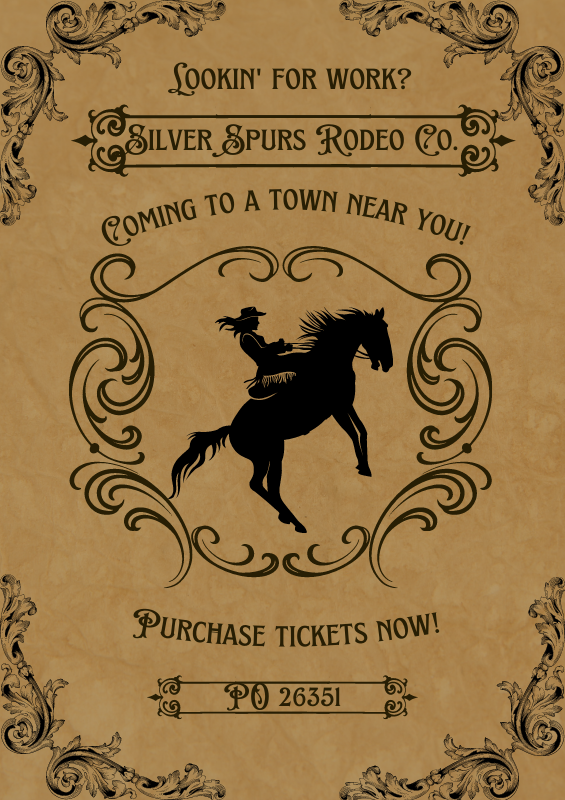 Lookin' for work?
Silver Spurs Rodeo Co.
Coming to a town near you!
Purchase tickets now!
PO 26351